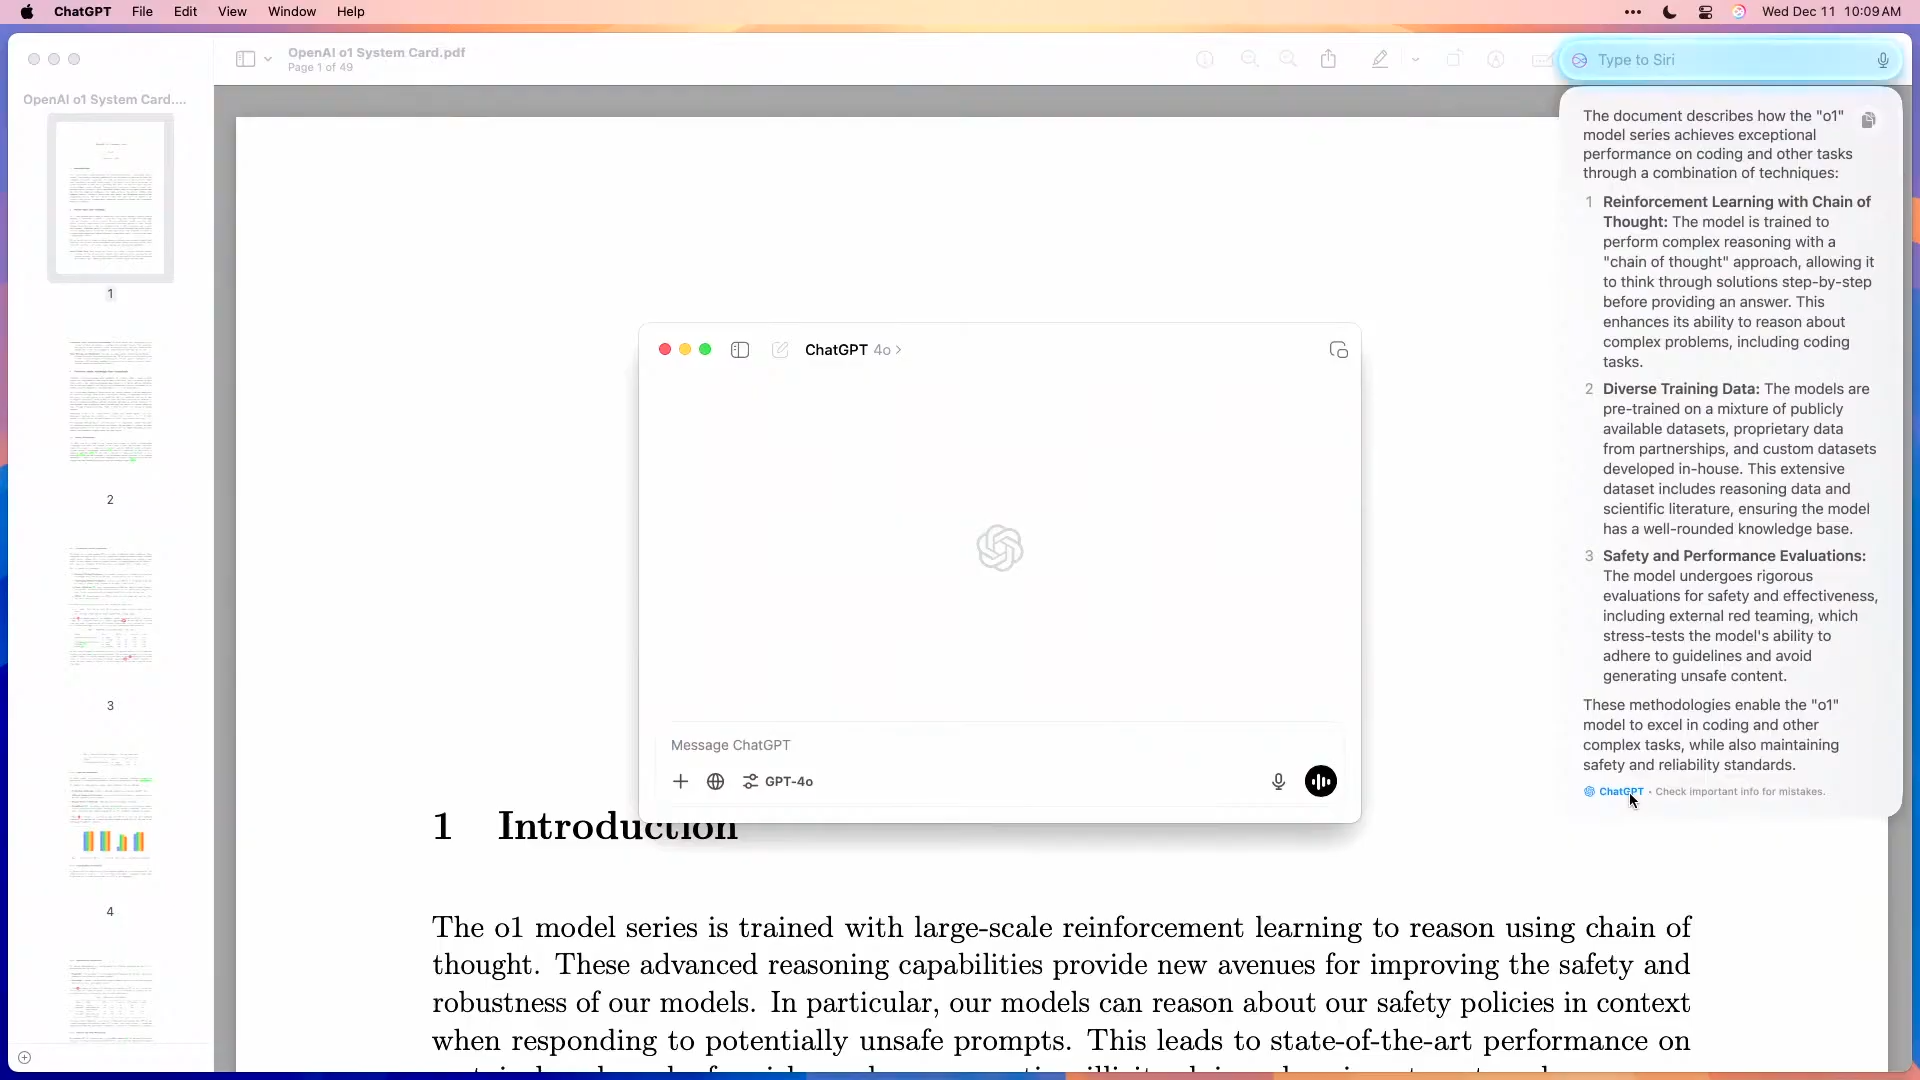 ChatGPT File Edit View Window Help
Wed Dec 11 10:09 AM
OpenAI o1 System Card.pdf
Page 1 of 49
OpenAI o1 System Card....
1
2
3
4
ChatGPT 4o
Message ChatGPT
GPT-4o
1 Introduction
The o1 model series is trained with large-scale reinforcement learning to reason using chain of
thought. These advanced reasoning capabilities provide new avenues for improving the safety and
robustness of our models. In particular, our models can reason about our safety policies in context
when responding to potentially unsafe prompts. This leads to state-of-the-art performance on
Type to Siri
The document describes how the "o1"
model series achieves exceptional
performance on coding and other tasks
through a combination of techniques:
1 Reinforcement Learning with Chain of
Thought: The model is trained to
perform complex reasoning with a
"chain of thought" approach, allowing it
to think through solutions step-by-step
before providing an answer. This
enhances its ability to reason about
complex problems, including coding
tasks.
2 Diverse Training Data: The models are
pre-trained on a mixture of publicly
available datasets, proprietary data
from partnerships, and custom datasets
developed in-house. This extensive
dataset includes reasoning data and
scientific literature, ensuring the model
has a well-rounded knowledge base.
3 Safety and Performance Evaluations:
The model undergoes rigorous
evaluations for safety and effectiveness,
including external red teaming, which
stress-tests the model's ability to
adhere to guidelines and avoid
generating unsafe content.
These methodologies enable the "o1"
model to excel in coding and other
complex tasks, while also maintaining
safety and reliability standards.
ChatGPT • Check important info for mistakes.